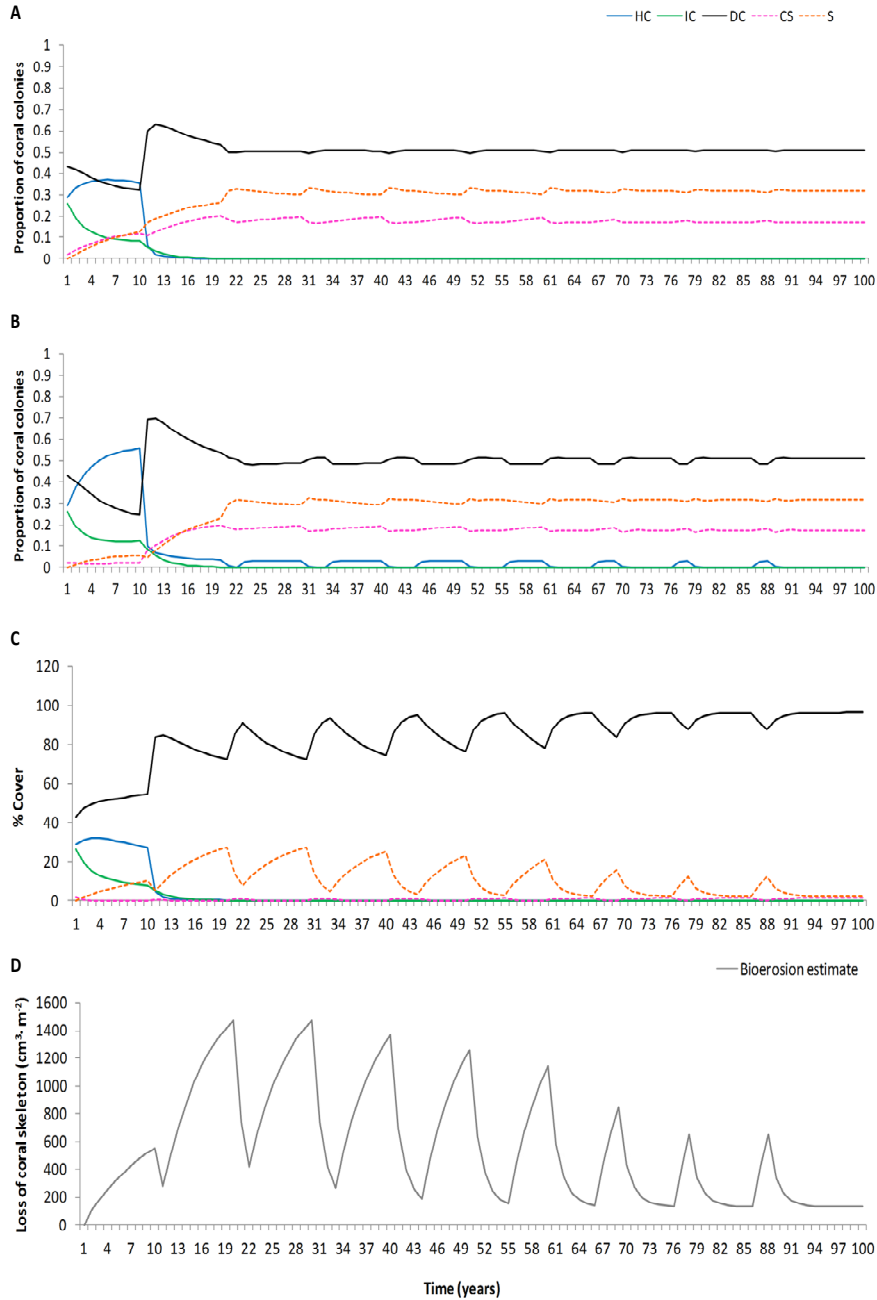 A
HC IC DC CS S
Proportion of coral colonies
1
0.9
0.8
0.7
0.6
0.5
0.4
0.3
0.2
0.1
0
1 4 7 10 13 16 19 22 25 28 31 34 37 40 43 46 49 52 55 58 61 64 67 70 73 76 79 82 85 88 91 94 97 100
B
Proportion of coral colonies
1
0.9
0.8
0.7
0.6
0.5
0.4
0.3
0.2
0.1
0
1 4 7 10 13 16 19 22 25 28 31 34 37 40 43 46 49 52 55 58 61 64 67 70 73 76 79 82 85 88 91 94 97 100
C
% Cover
120
100
80
60
40
20
0
1 4 7 10 13 16 19 22 25 28 31 34 37 40 43 46 49 52 55 58 61 64 67 70 73 76 79 82 85 88 91 94 97 100
D
Bioerosion estimate
Loss of coral skeleton (cm³· m⁻²)
1600
1400
1200
1000
800
600
400
200
0
1 4 7 10 13 16 19 22 25 28 31 34 37 40 43 46 49 52 55 58 61 64 67 70 73 76 79 82 85 88 91 94 97 100
Time (years)